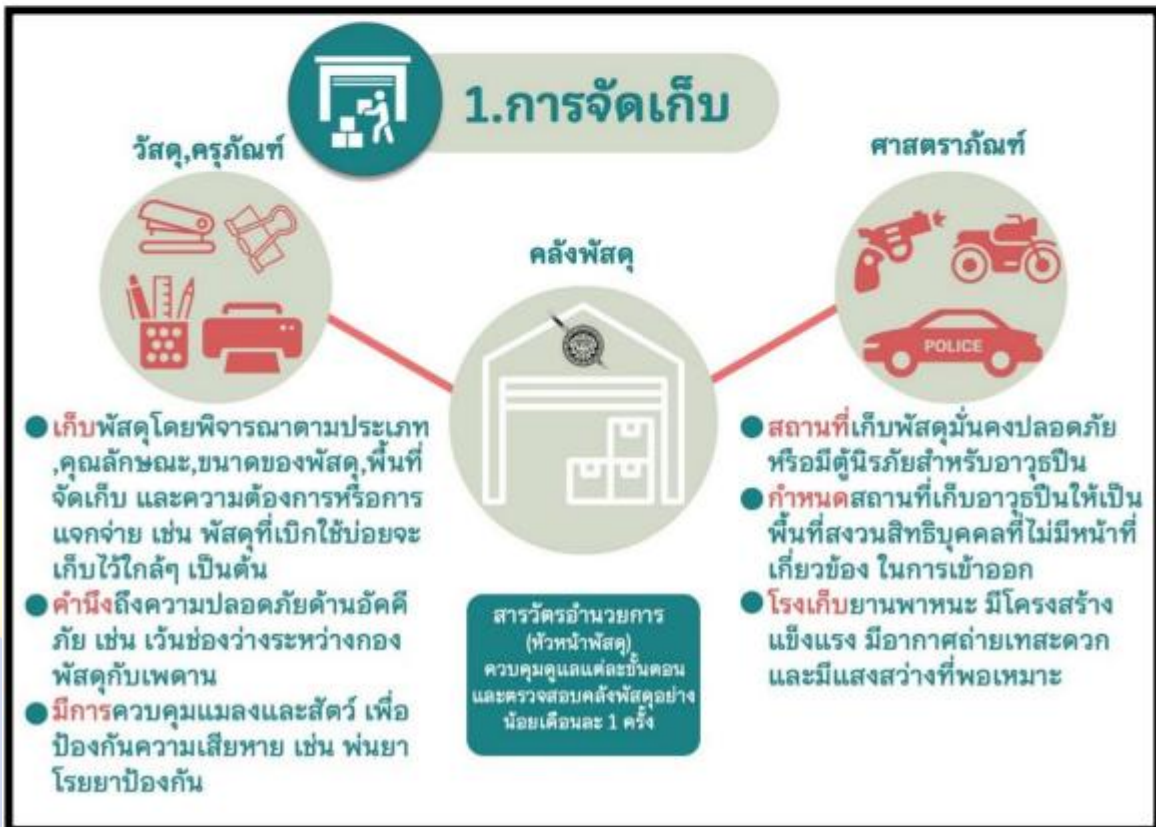 1.การจัดเก็บ
วัสดุ,ครุภัณฑ์
เก็บพัสดุโดยพิจารณาตามประเภท
,คุณลักษณะ,ขนาดของพัสดุ,พื้นที่
จัดเก็บ และความต้องการหรือการ
แจกจ่าย เช่น พัสดุที่เบิกใช้บ่อยจะ
เก็บไว้ใกล้ๆ เป็นต้น
คำนึงถึงความปลอดภัยด้านอัคคี
ภัย เช่น เว้นช่องว่างระหว่างกอง
พัสดุกับเพดาน
มีการควบคุมแมลงและสัตว์ เพื่อ
ป้องกันความเสียหาย เช่น พ่นยา
โรยยาป้องกัน
คลังพัสดุ
สารวัตรอำนวยการ
(หัวหน้าพัสดุ)
ควบคุมดูแลแต่ละขั้นตอน
และตรวจสอบคลังพัสดุอย่าง
น้อยเดือนละ 1 ครั้ง
ศาสตราภัณฑ์
POLICE
สถานที่เก็บพัสดุมั่นคงปลอดภัย
หรือมีตู้นิรภัยสำหรับอาวุธปืน
กำหนดสถานที่เก็บอาวุธปืนให้เป็น
พื้นที่สงวนสิทธิบุคคลที่ไม่มีหน้าที่
เกี่ยวข้อง ในการเข้าออก
โรงเก็บยานพาหนะ มีโครงสร้าง
แข็งแรง มีอากาศถ่ายเทสะดวก
และมีแสงสว่างที่พอเหมาะ